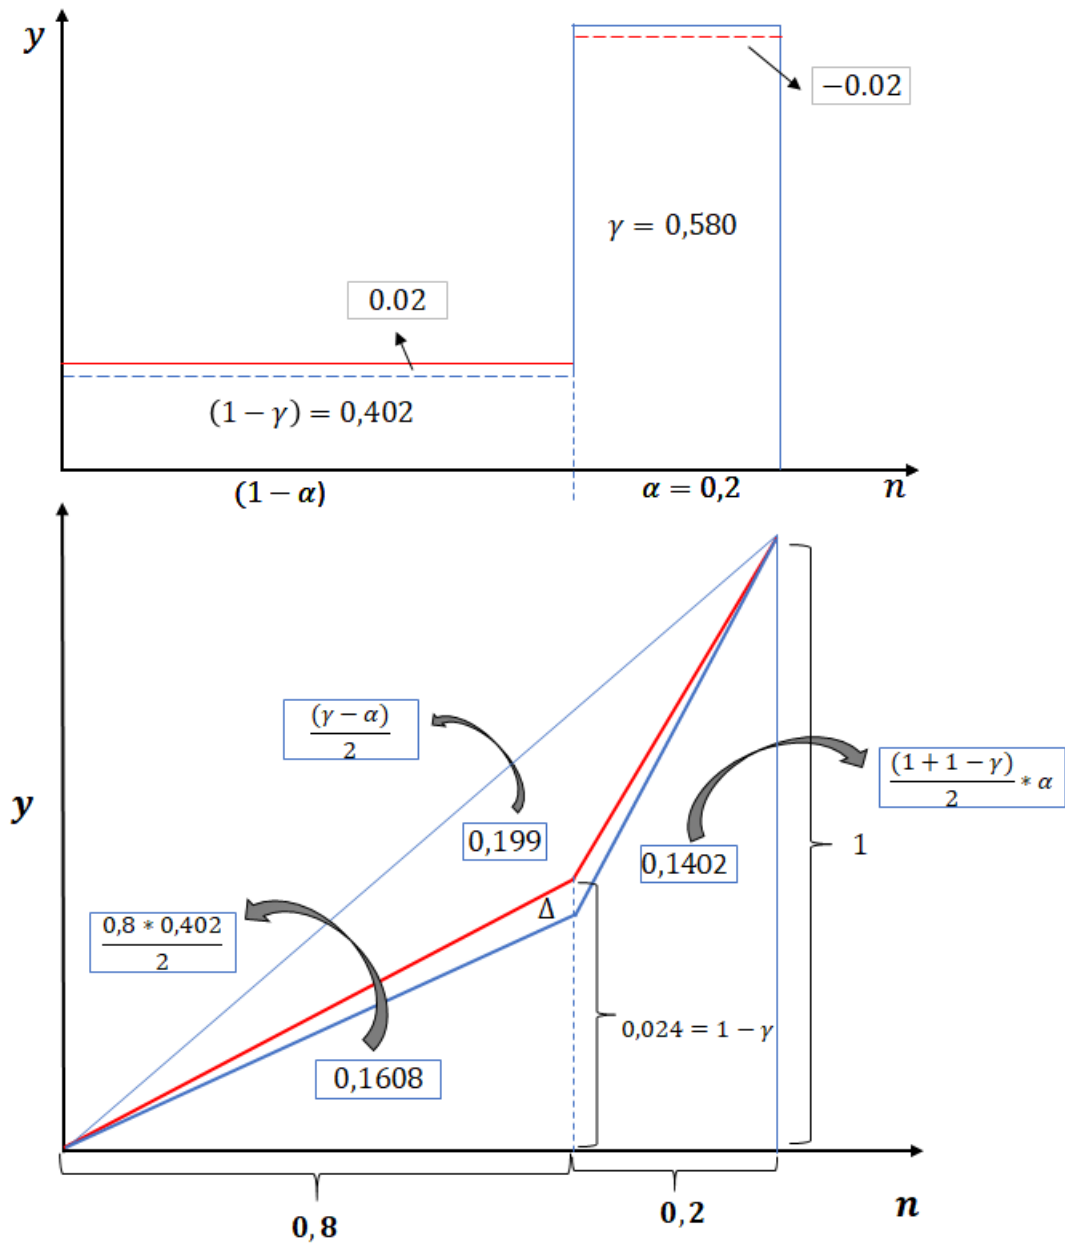 y
−0.02
γ = 0,580
0.02
(1 − γ) = 0,402
(1 − α)
α = 0,2
n
(γ − α)
2
(1 + 1 − γ)
2
∗ α
y
0,199
0,1402
1
Δ
0,8 ∗ 0,402
2
0,024 = 1 − γ
0,1608
0,8
0,2
n